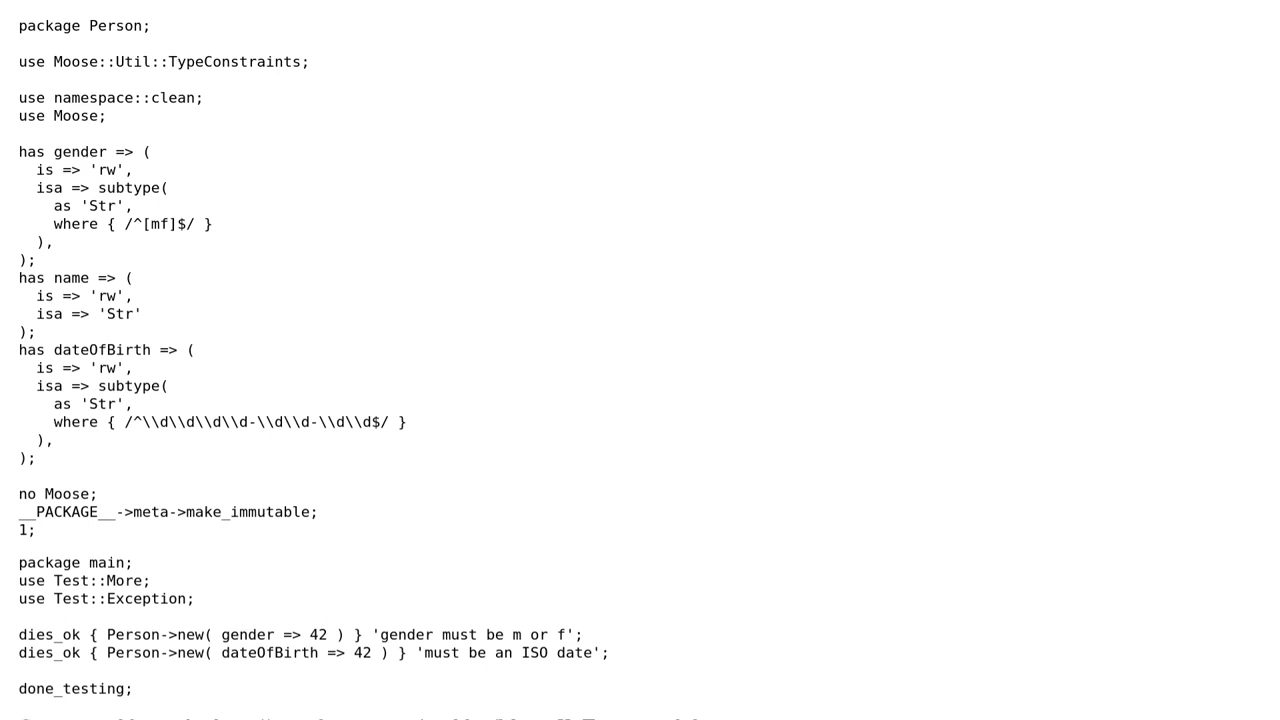 package Person;
use Moose::Util::TypeConstraints;
use namespace::clean;
use Moose;
has gender => (
  is => 'rw',
  isa => subtype(
    as 'Str',
    where { /^[mf]$/ }
  ),
);
has name => (
  is => 'rw',
  isa => 'Str'
);
has dateOfBirth => (
  is => 'rw',
  isa => subtype(
    as 'Str',
    where { /^\\d\\d\\d\\d-\\d\\d-\\d\\d$/ }
  ),
);
no Moose;
__PACKAGE__->meta->make_immutable;
1;
package main;
use Test::More;
use Test::Exception;
dies_ok { Person->new( gender => 42 ) } 'gender must be m or f';
dies_ok { Person->new( dateOfBirth => 42 ) } 'must be an ISO date';
done_testing;